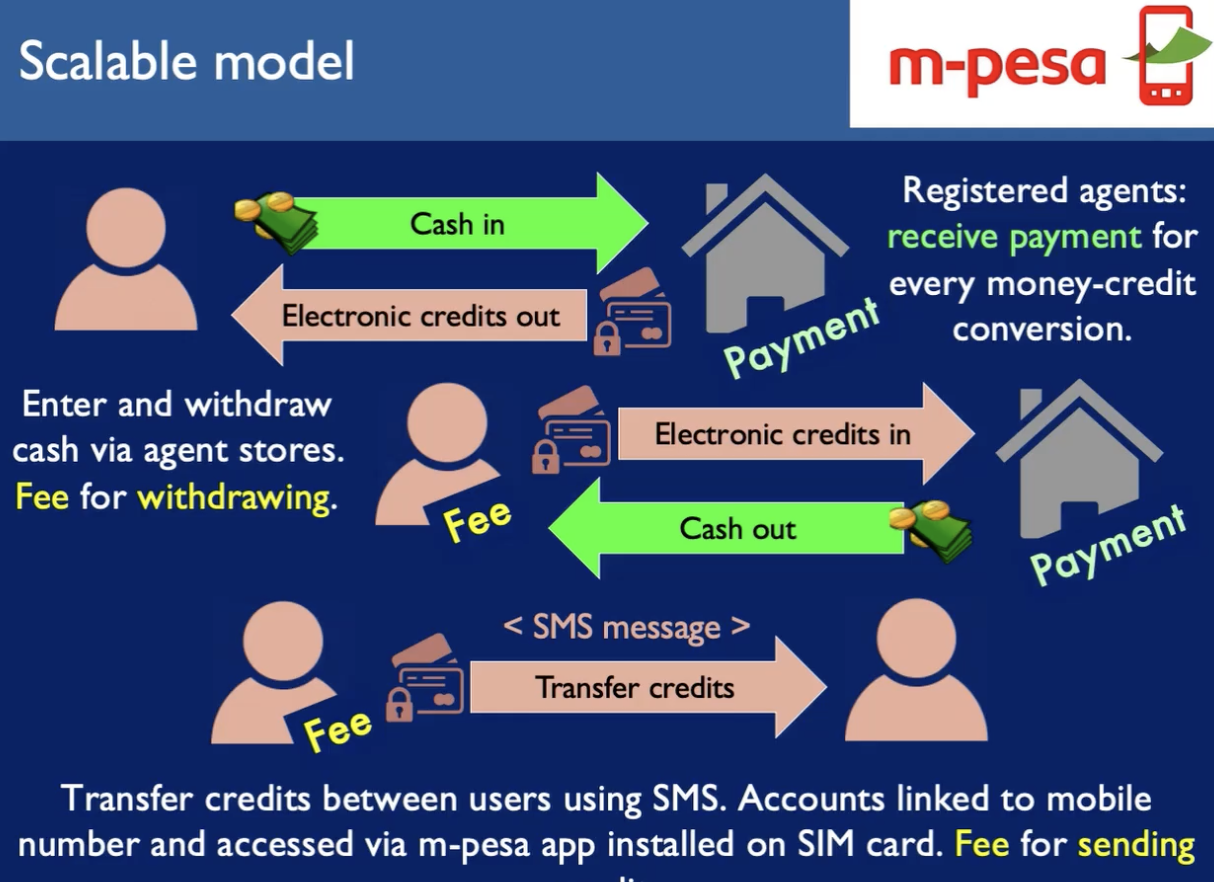 Scalable model
m-pesa
Cash in
Electronic credits out
Payment
Registered agents:
receive payment for
every money-credit
conversion.
Enter and withdraw
cash via agent stores.
Fee for withdrawing.
Fee
Electronic credits in
Cash out
Payment
< SMS message >
Transfer credits
Fee
Transfer credits between users using SMS. Accounts linked to mobile
number and accessed via m-pesa app installed on SIM card. Fee for sending